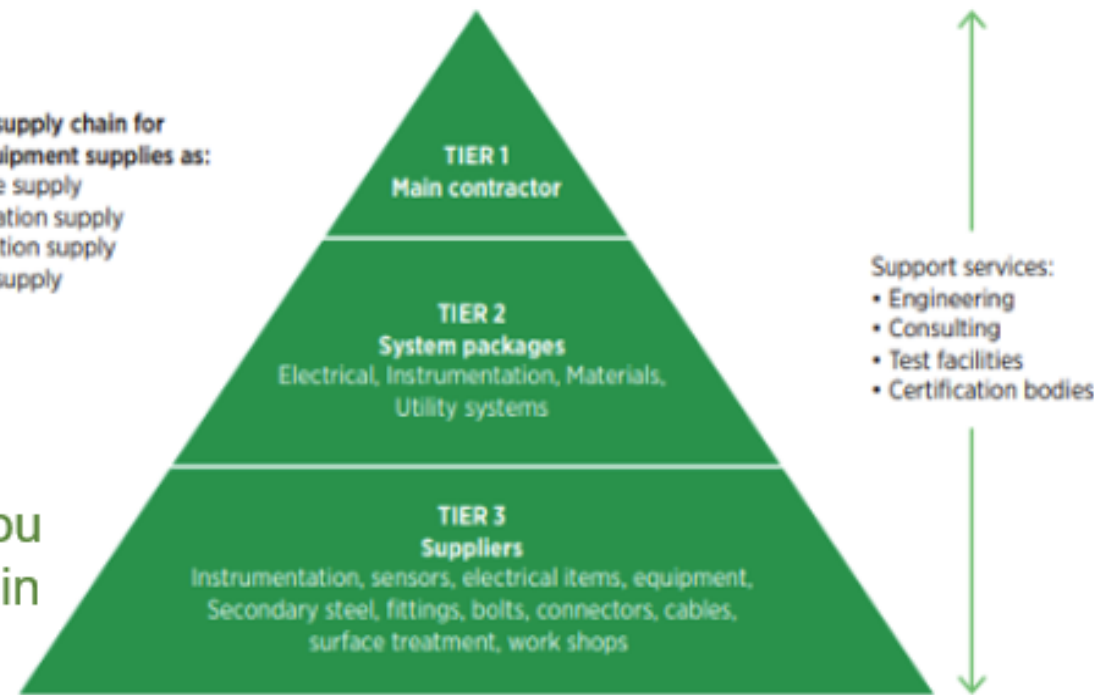 supply chain for
uipment supplies as:
e supply
ation supply
tion supply
supply
ou
in
TIER 1
Main contractor
TIER 2
System packages
Electrical, Instrumentation, Materials,
Utility systems
TIER 3
Suppliers
Instrumentation, sensors, electrical items, equipment,
Secondary steel, fittings, bolts, connectors, cables,
surface treatment, work shops
Support services:
• Engineering
• Consulting
• Test facilities
• Certification bodies